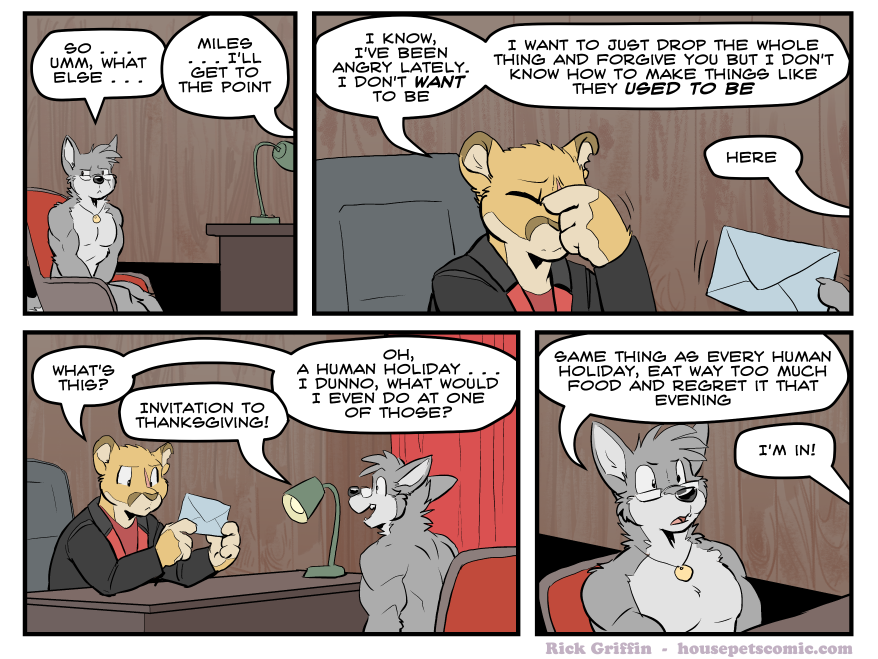 SO . . .
UMM, WHAT
ELSE . . .
MILES
. . . I'LL
GET TO
THE POINT
I KNOW,
I'VE BEEN
ANGRY LATELY.
I DON'T WANT
TO BE
I WANT TO JUST DROP THE WHOLE
THING AND FORGIVE YOU BUT I DON'T
KNOW HOW TO MAKE THINGS LIKE
THEY USED TO BE
HERE
WHAT'S
THIS?
INVITATION TO
THANKSGIVING!
OH,
A HUMAN HOLIDAY . . .
I DUNNO, WHAT WOULD
I EVEN DO AT ONE
OF THOSE?
SAME THING AS EVERY HUMAN
HOLIDAY, EAT WAY TOO MUCH
FOOD AND REGRET IT THAT
EVENING
I'M IN!
Rick Griffin - housepetscomic.com